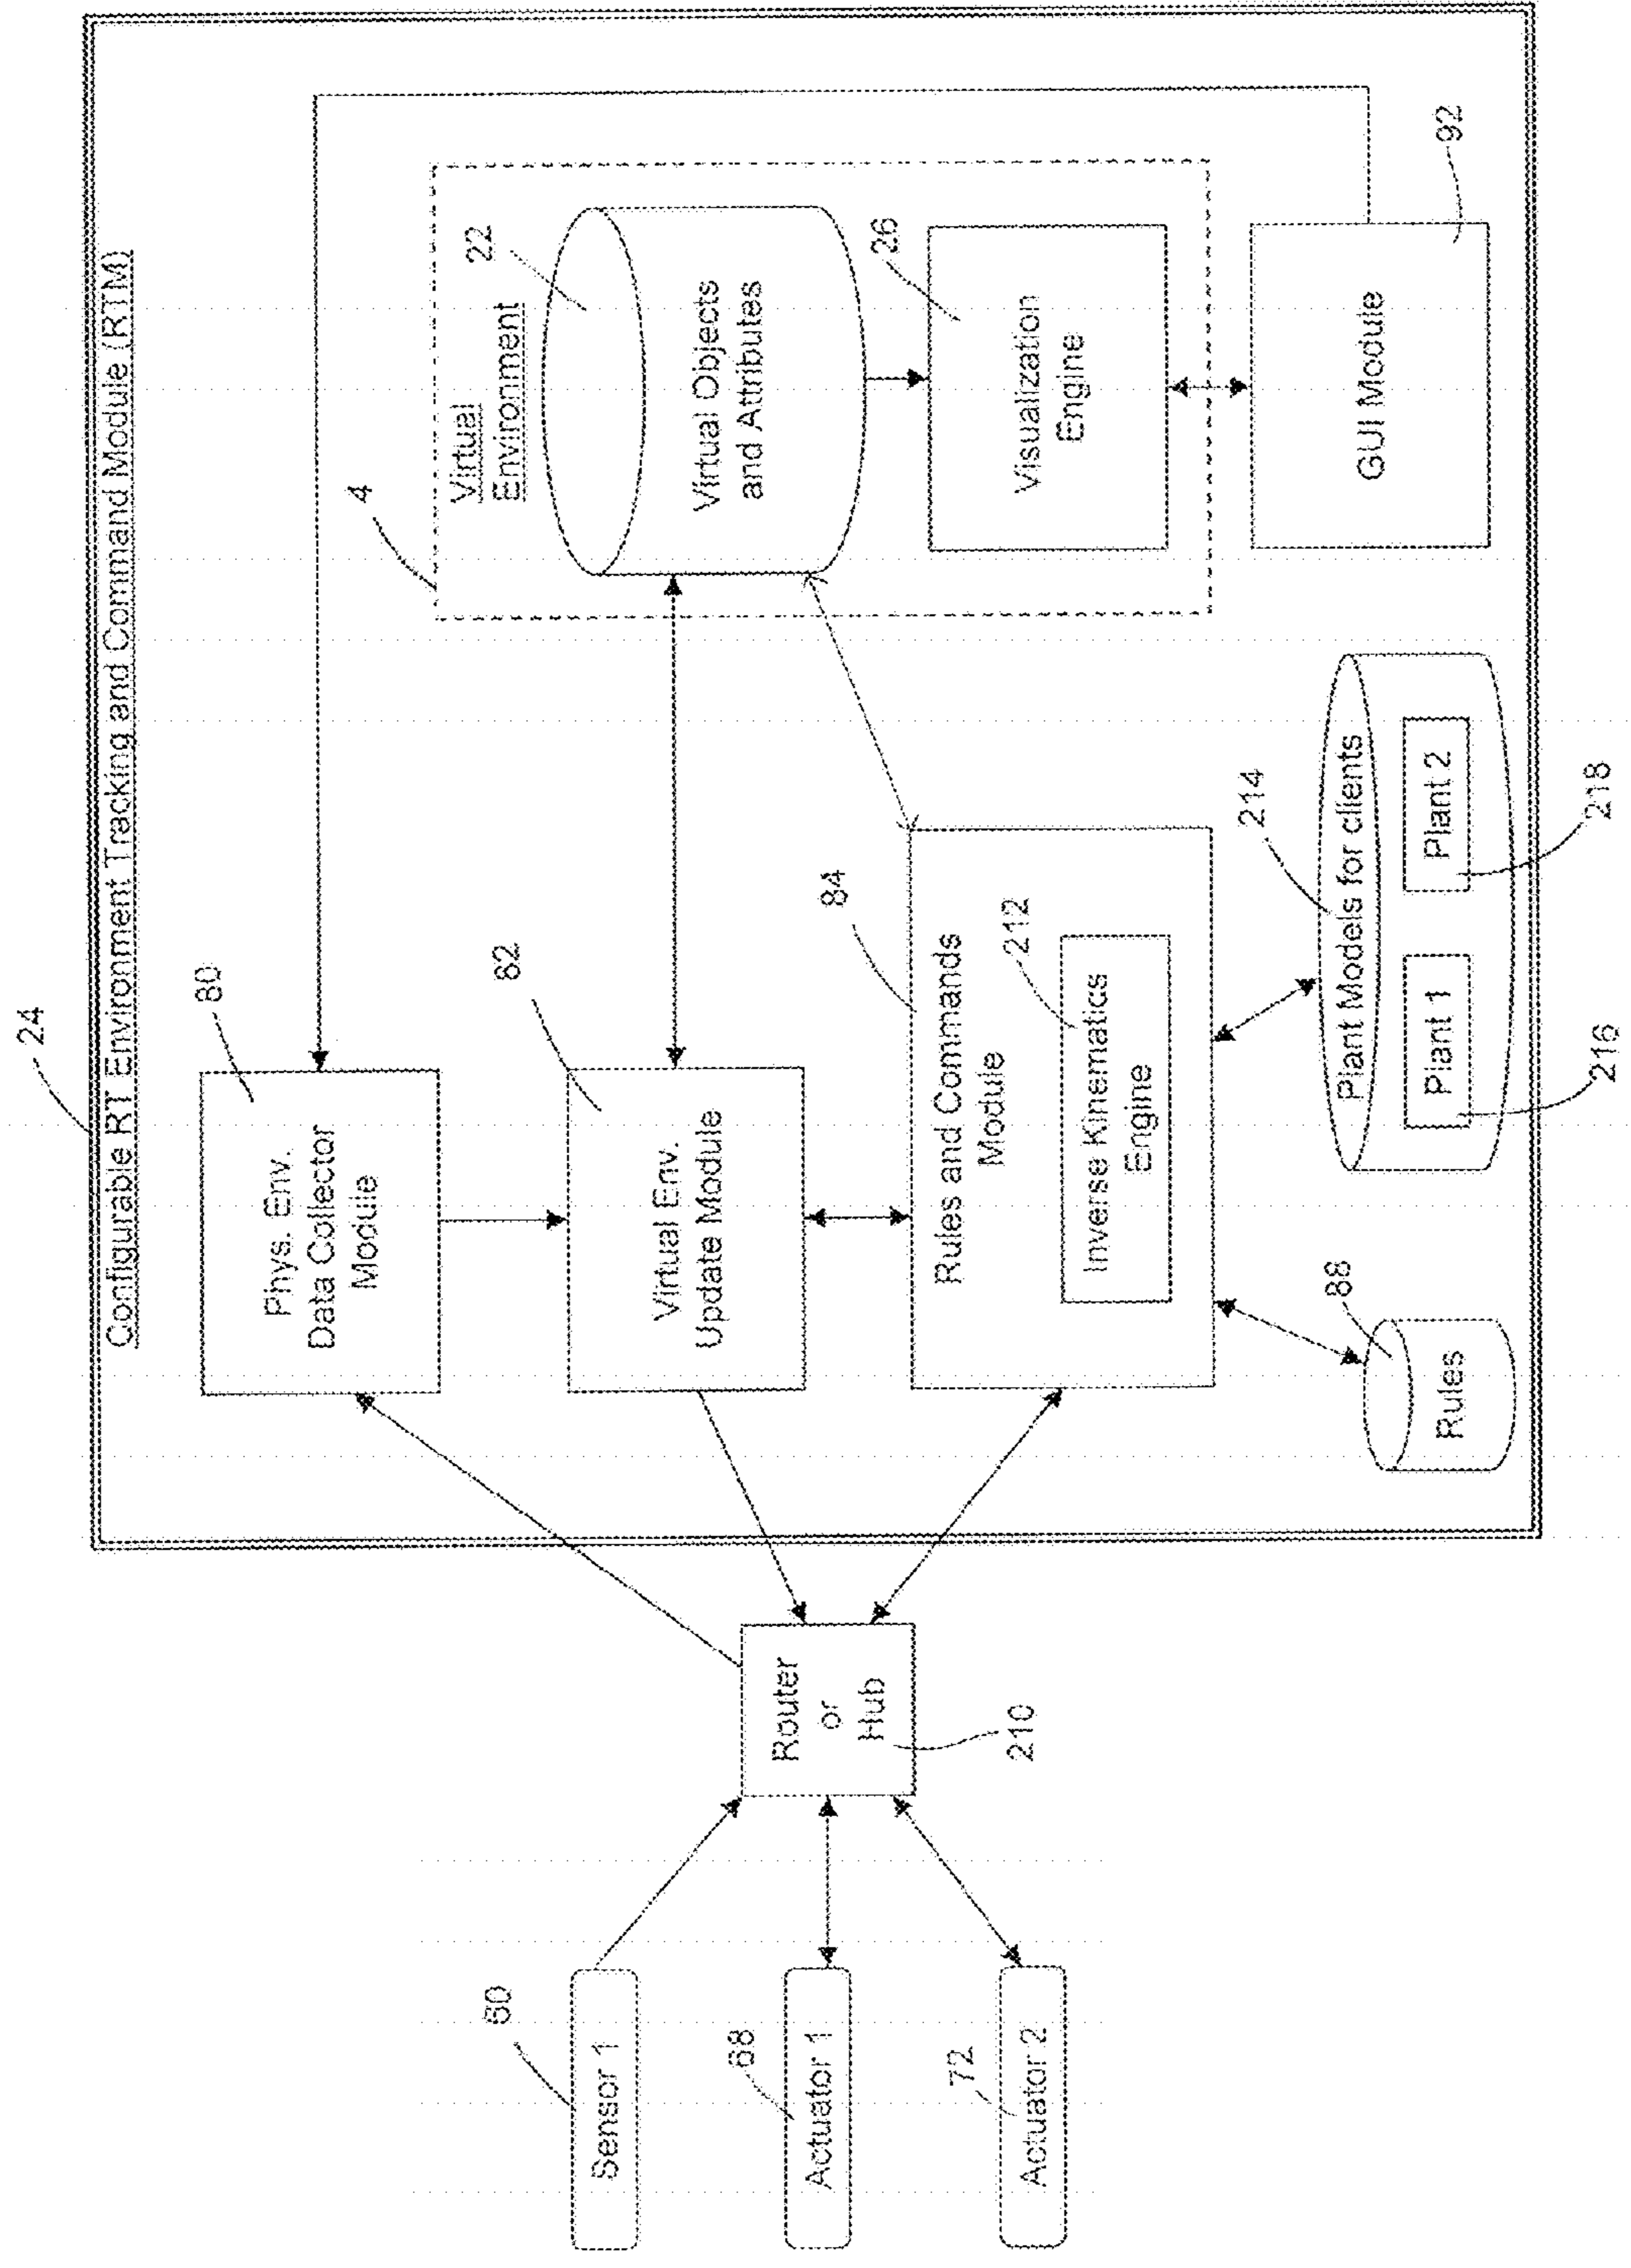 24
Configurable RT Environment Tracking and Command Module (RTM)
80
Phys. Env.
Data Collector
Module
4
Virtual
Environment
22
Virtual Objects
and Attributes
82
Virtual Env.
Update Module
60
Sensor 1
68
Actuator 1
72
Actuator 2
Router
or
Hub
210
84
Rules and Commands
Module
212
Inverse Kinematics
Engine
26
Visualization
Engine
88
Rules
214
Plant Models for clients
Plant 1
Plant 2
216
218
GUI Module
92